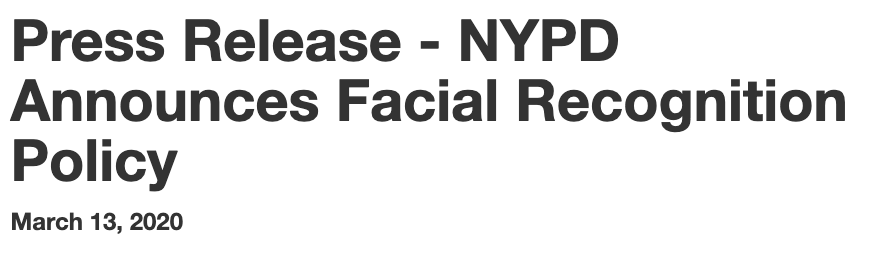 Press Release - NYPD
Announces Facial Recognition
Policy
March 13, 2020